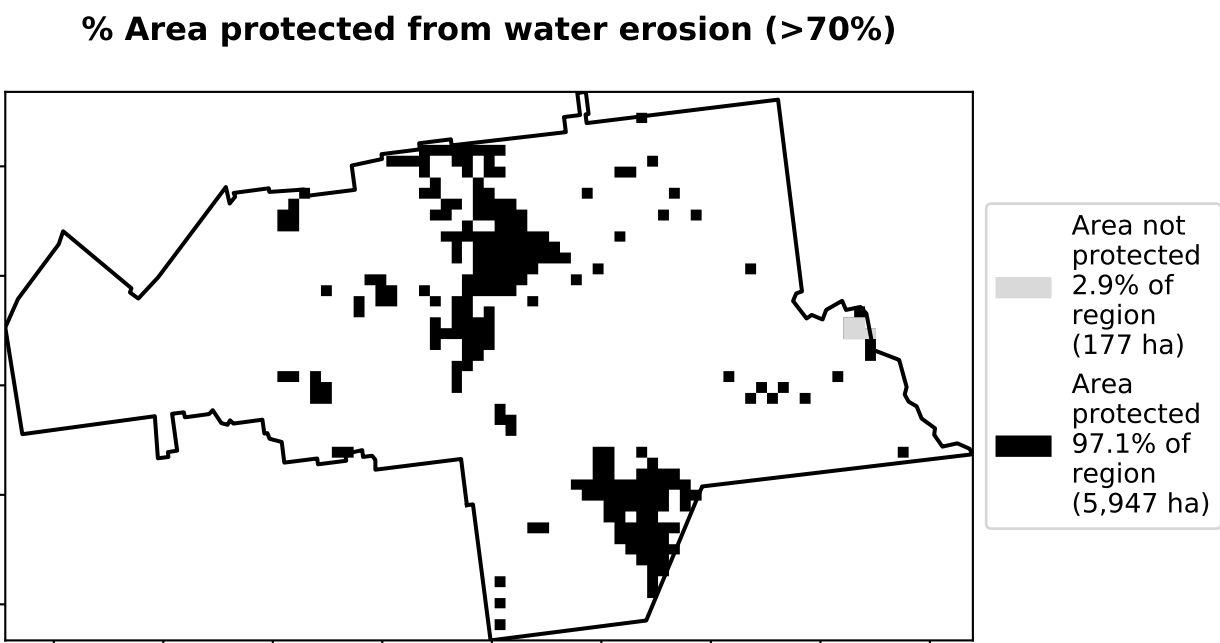 % Area protected from water erosion (>70%)
Area not
protected
2.9% of
region
(177 ha)
Area
protected
97.1% of
region
(5,947 ha)